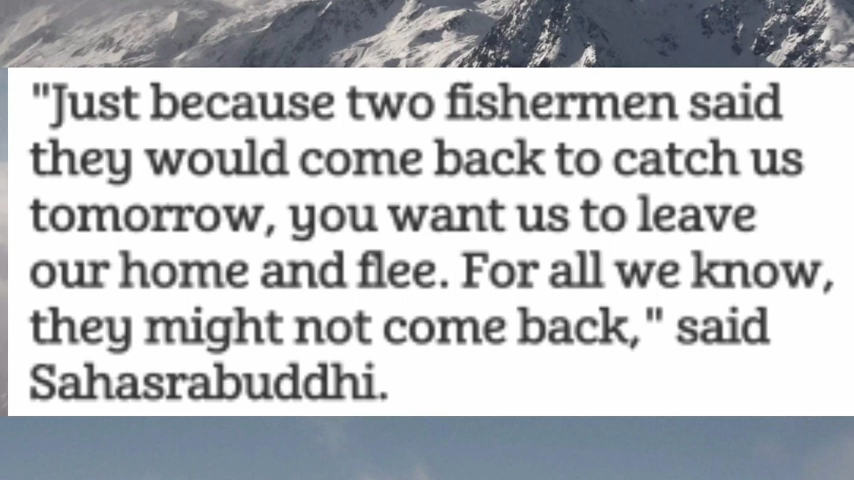 "Just because two fishermen said
they would come back to catch us
tomorrow, you want us to leave
our home and flee. For all we know,
they might not come back," said
Sahasrabuddhi.